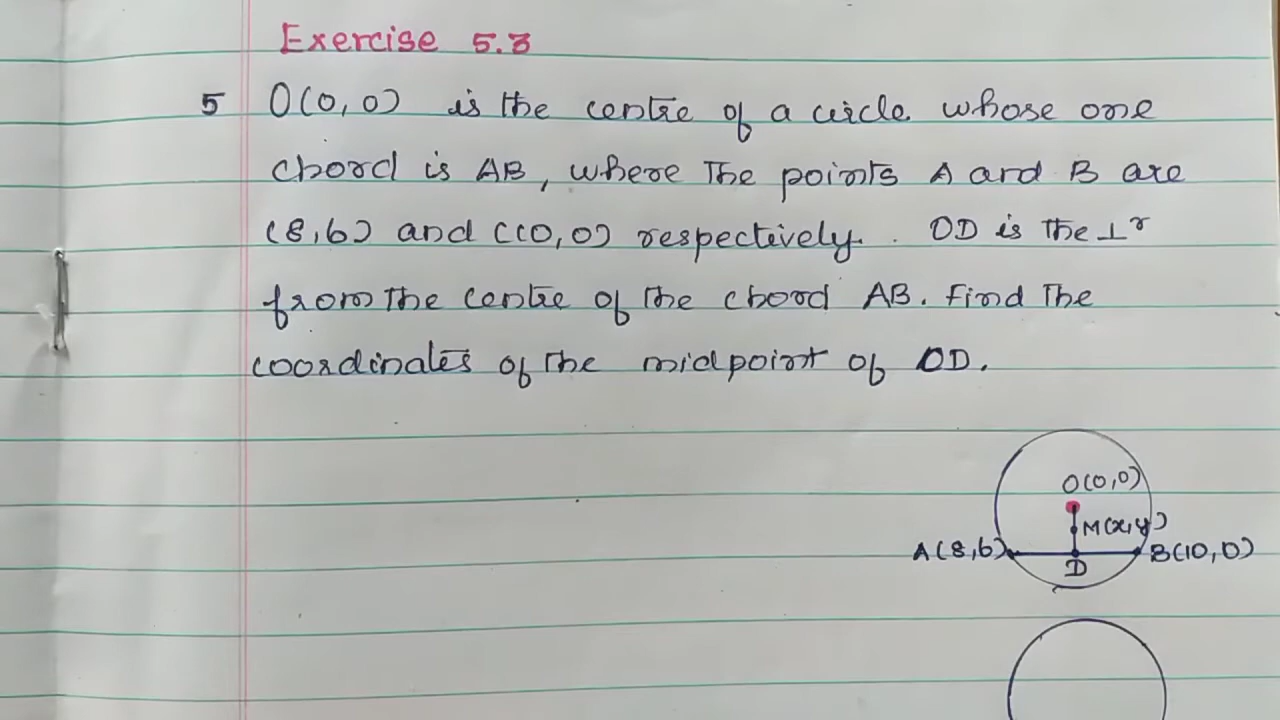 Exercise 5.3
5 O(0,0) is the centre of a circle whose one
chord is AB, where the points A and B are
(8,6) and (10,0) respectively. OD is the ⊥r
from the centre of the chord AB. Find the
coordinates of the midpoint of OD.
O(0,0)
M(x,y)
A(8,6) B(10,0)
D